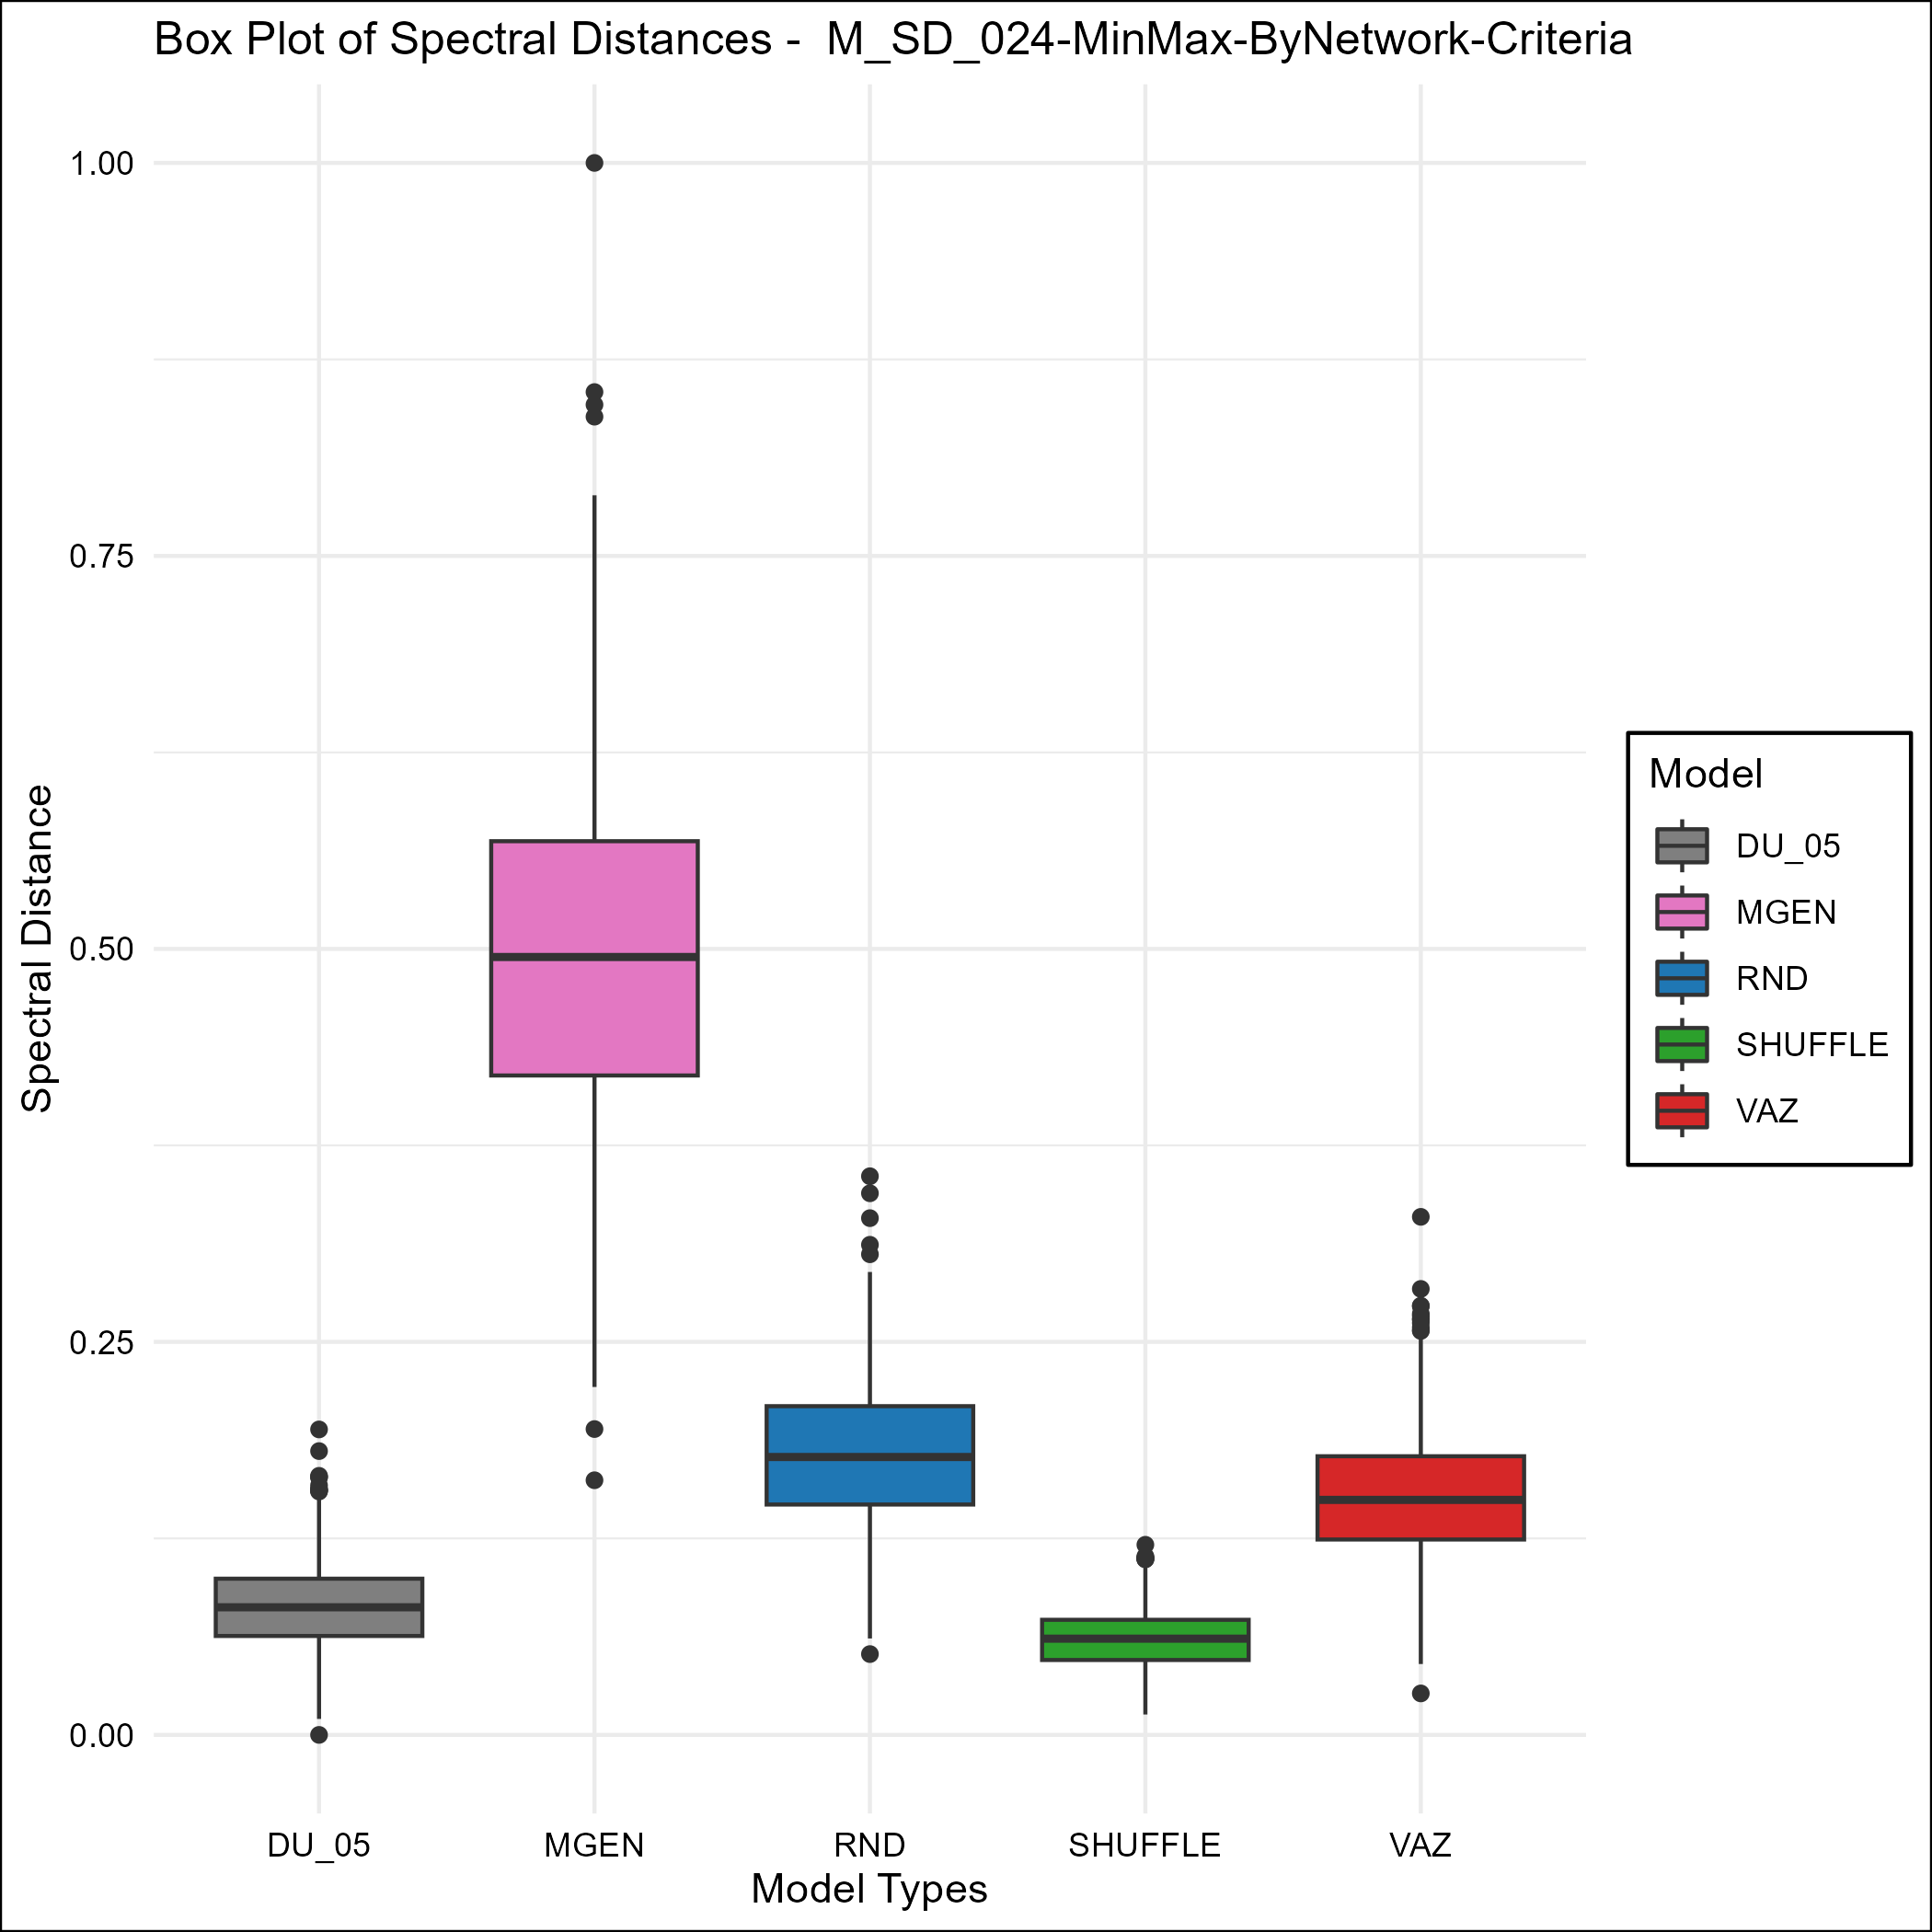 Box Plot of Spectral Distances -  M_SD_024-MinMax-ByNetwork-Criteria
1.00
0.75
0.50
0.25
0.00
Spectral Distance
DU_05
MGEN
RND
SHUFFLE
VAZ
Model Types
Model
DU_05
MGEN
RND
SHUFFLE
VAZ